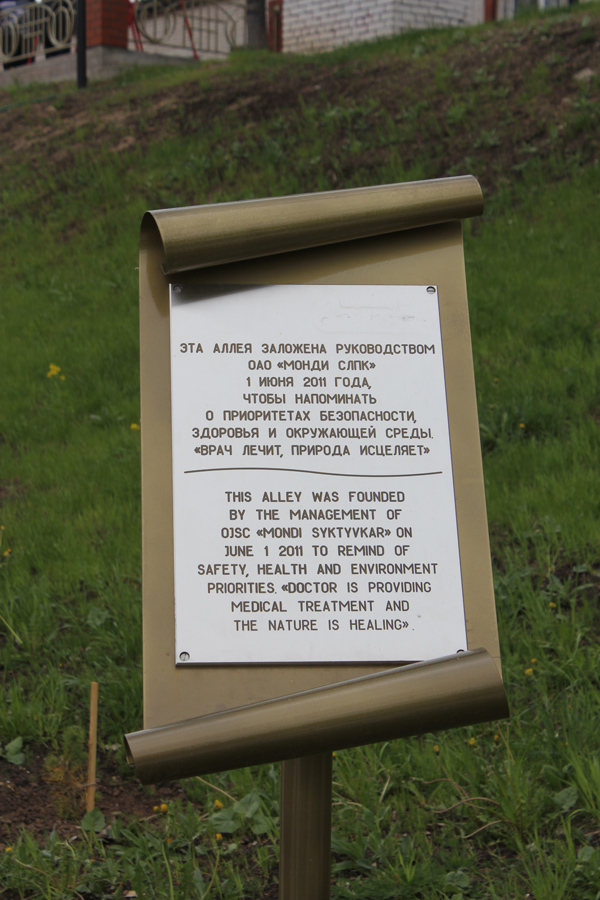 ЭТА АЛЛЕЯ ЗАЛОЖЕНА РУКОВОДСТВОМ
ОАО «МОНДИ СЛПК»
1 ИЮНЯ 2011 ГОДА,
ЧТОБЫ НАПОМИНАТЬ
О ПРИОРИТЕТАХ БЕЗОПАСНОСТИ,
ЗДОРОВЬЯ И ОКРУЖАЮЩЕЙ СРЕДЫ.
«ВРАЧ ЛЕЧИТ, ПРИРОДА ИСЦЕЛЯЕТ»
THIS ALLEY WAS FOUNDED
BY THE MANAGEMENT OF
OJSC «MONDI SYKTYVKAR» ON
JUNE 1 2011 TO REMIND OF
SAFETY, HEALTH AND ENVIRONMENT
PRIORITIES. «DOCTOR IS PROVIDING
MEDICAL TREATMENT AND
THE NATURE IS HEALING».